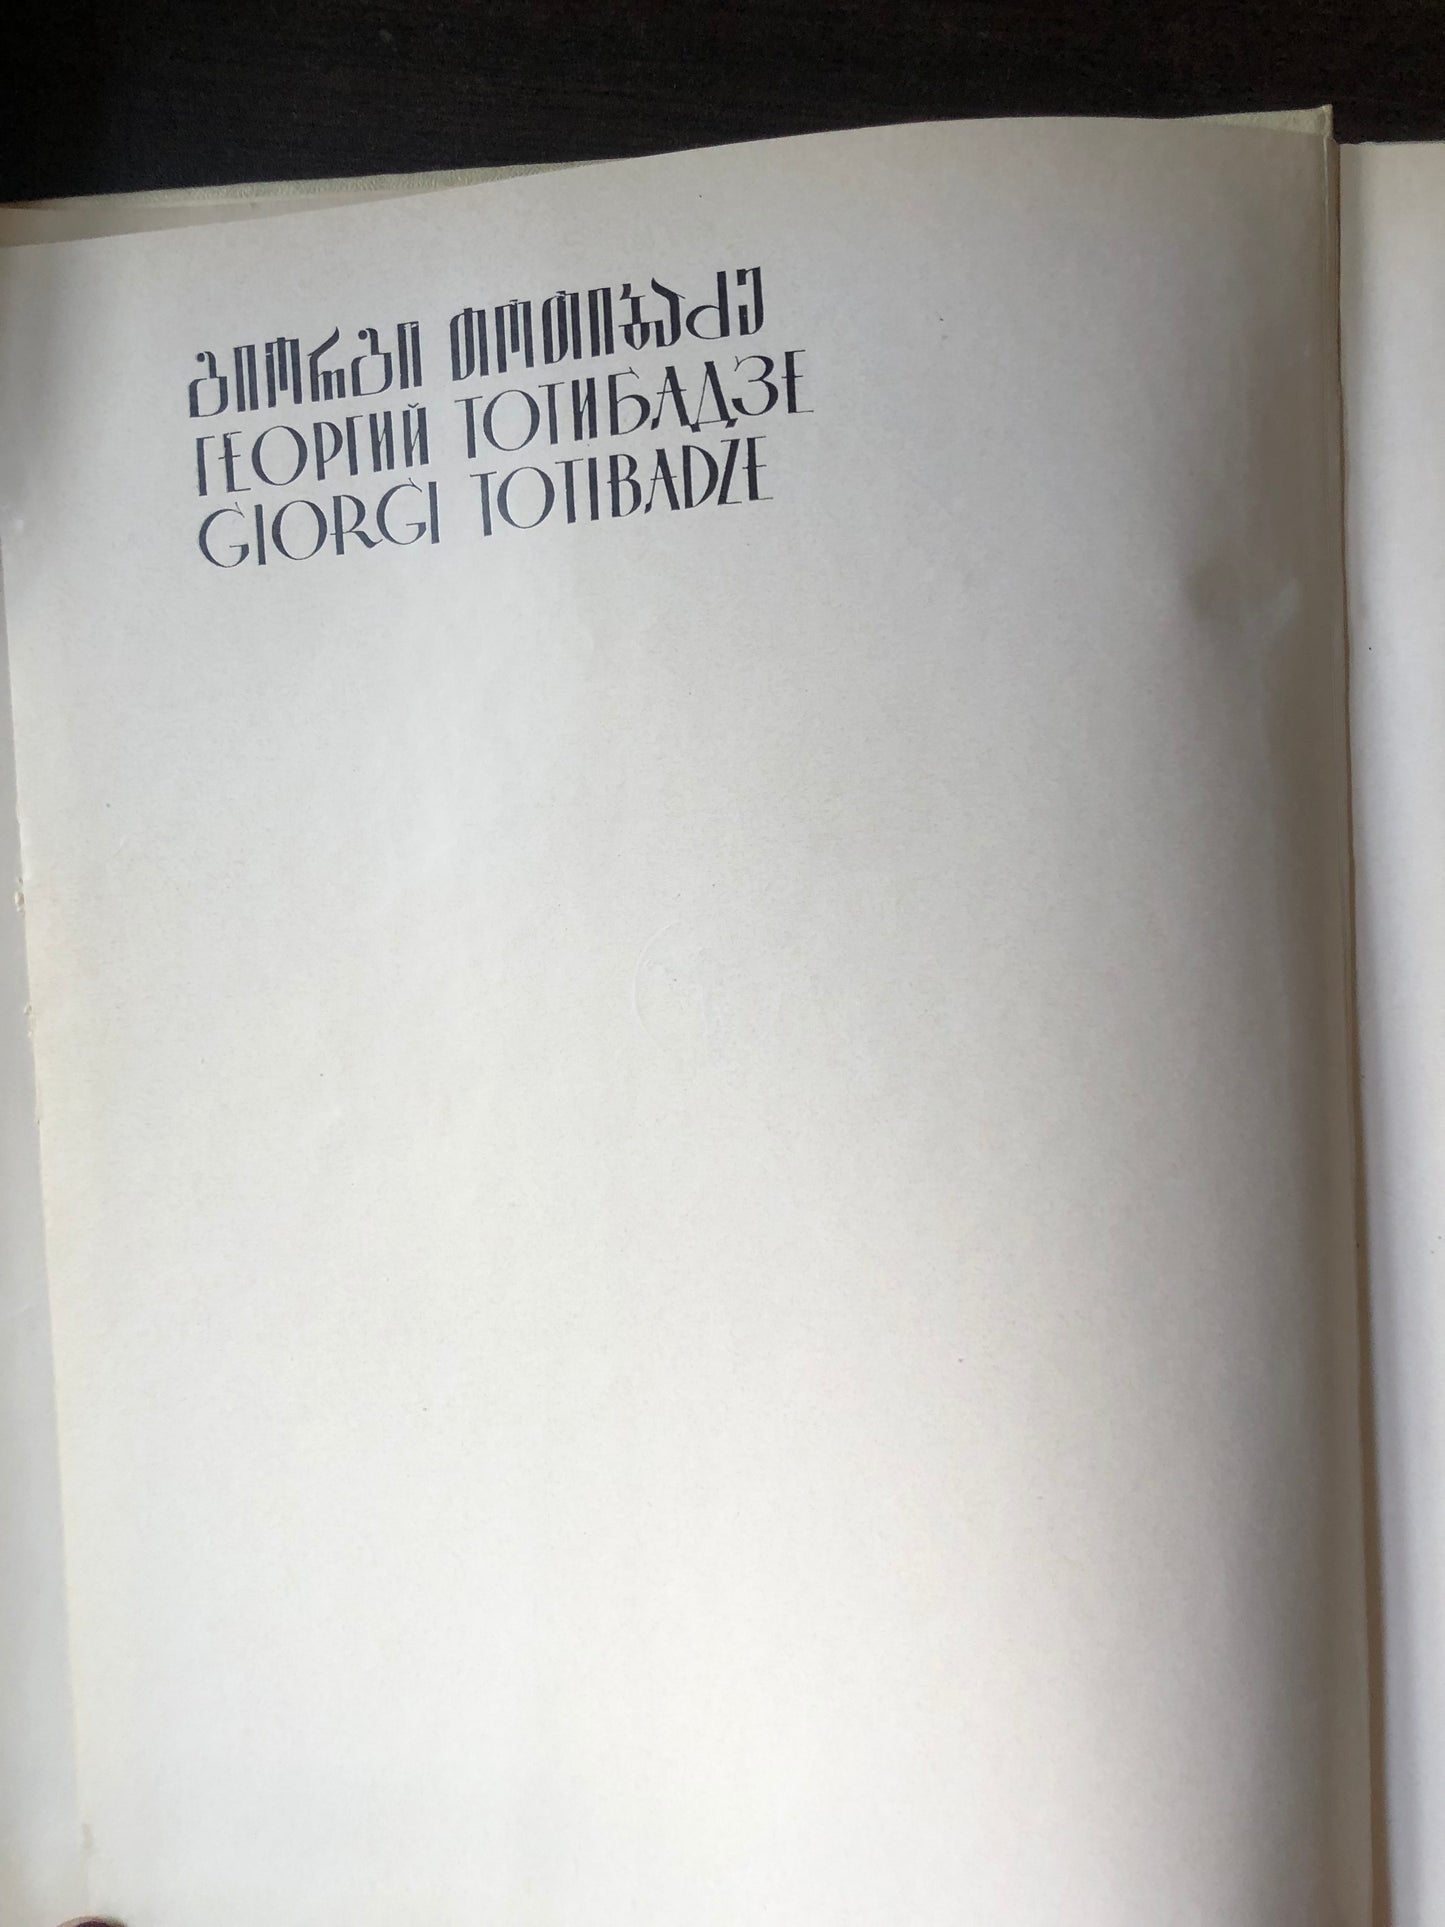 გიორგი თოთიბაძე
ГЕОРГИЙ ТОТИБАДЗЕ
GIORGI TOTIBADZE